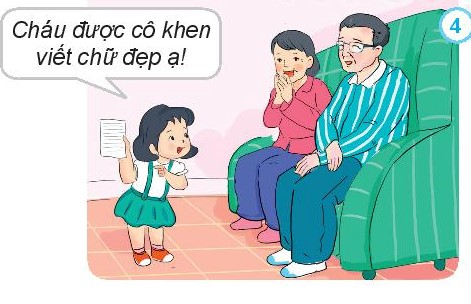 Cháu được cô khen
viết chữ đẹp ạ!
4